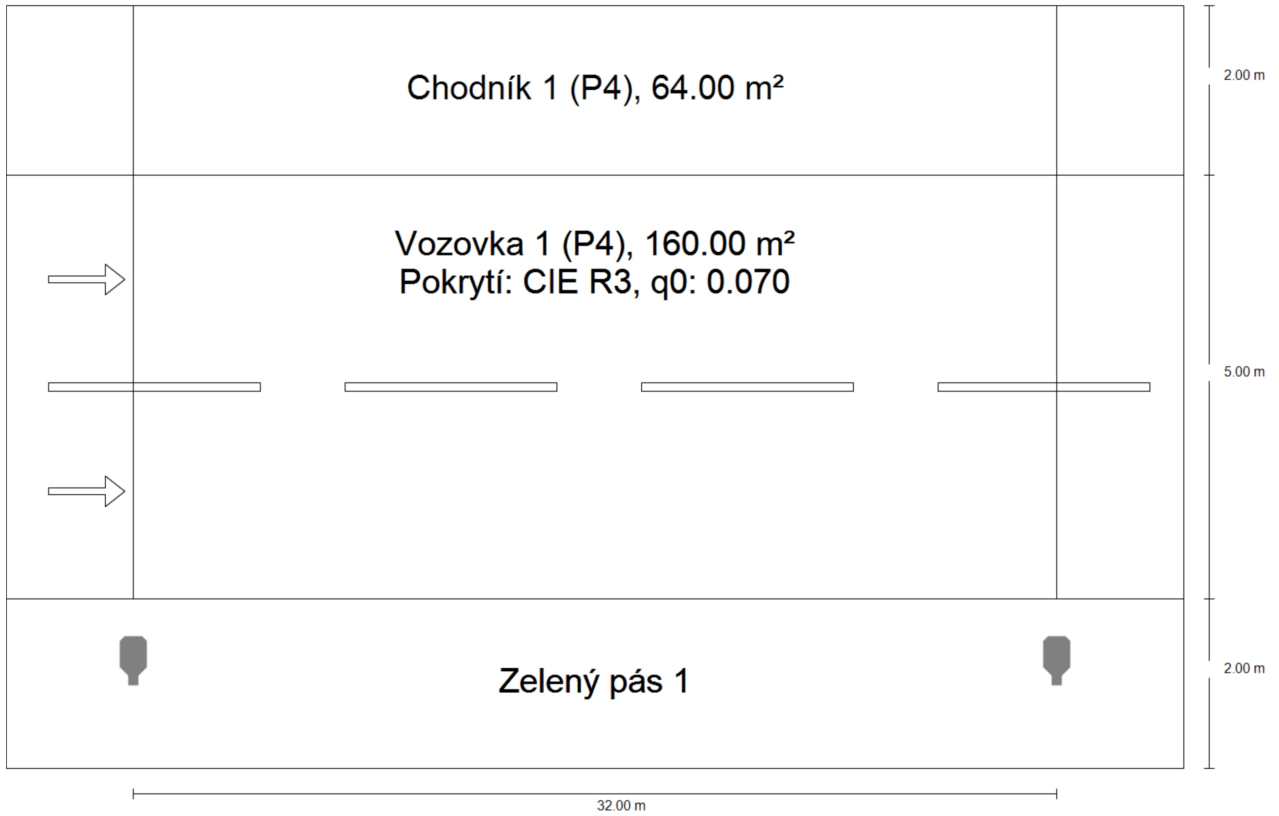 Chodník 1 (P4), 64.00 m²
2.00 m
Vozovka 1 (P4), 160.00 m²
Pokrytí: CIE R3, q0: 0.070
5.00 m
Zelený pás 1
2.00 m
32.00 m